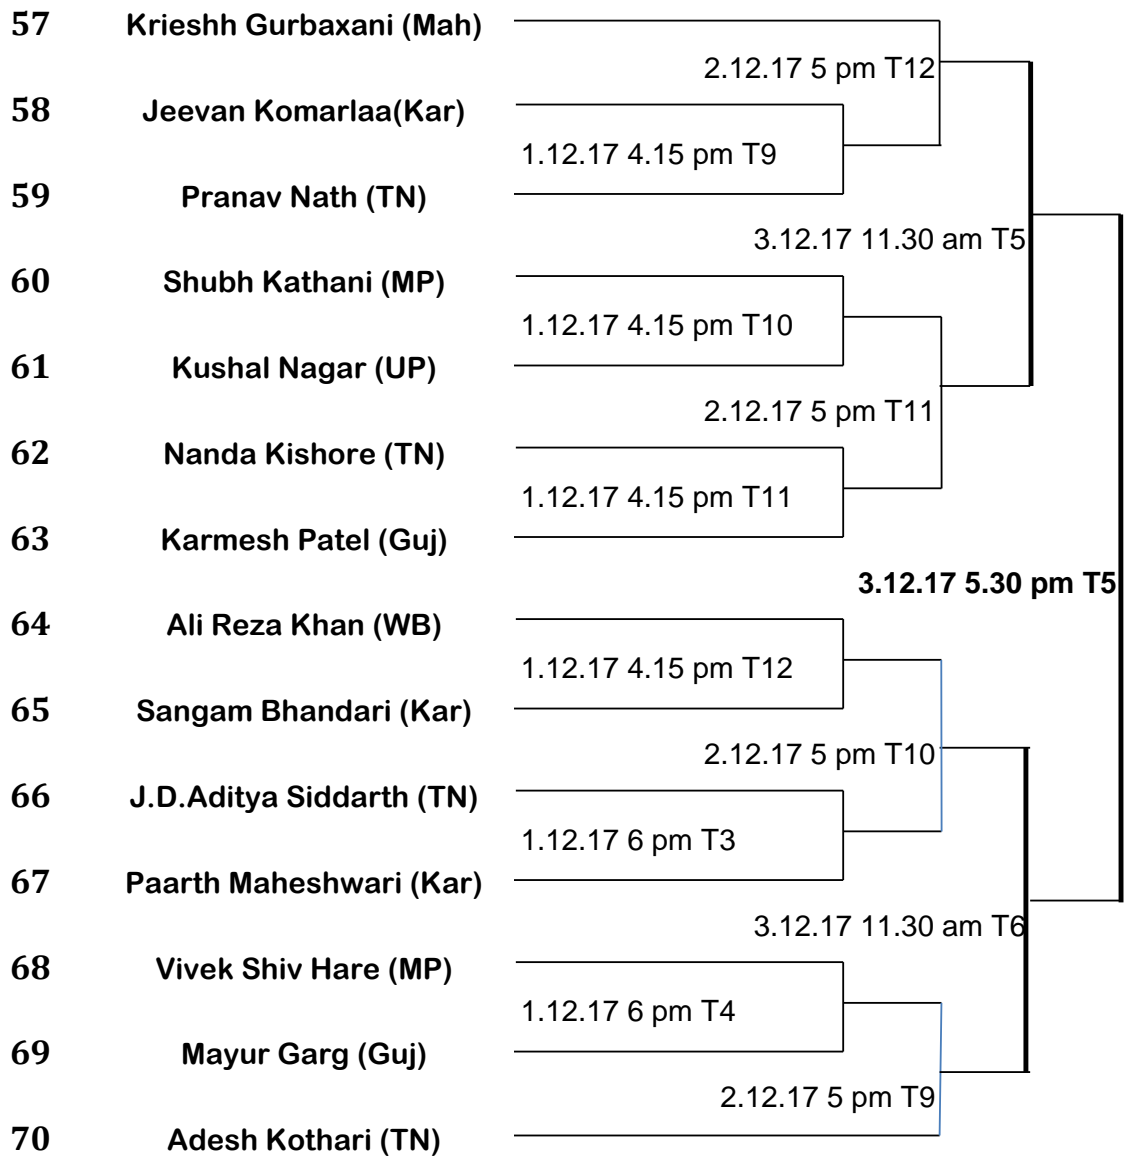 57 Krieshh Gurbaxani (Mah)
2.12.17 5 pm T12
58 Jeevan Komarlaa(Kar)
1.12.17 4.15 pm T9
59 Pranav Nath (TN)
3.12.17 11.30 am T5
60 Shubh Kathani (MP)
1.12.17 4.15 pm T10
61 Kushal Nagar (UP)
2.12.17 5 pm T11
62 Nanda Kishore (TN)
1.12.17 4.15 pm T11
63 Karmesh Patel (Guj)
3.12.17 5.30 pm T5
64 Ali Reza Khan (WB)
1.12.17 4.15 pm T12
65 Sangam Bhandari (Kar)
2.12.17 5 pm T10
66 J.D.Aditya Siddarth (TN)
1.12.17 6 pm T3
67 Paarth Maheshwari (Kar)
3.12.17 11.30 am T6
68 Vivek Shiv Hare (MP)
1.12.17 6 pm T4
69 Mayur Garg (Guj)
2.12.17 5 pm T9
70 Adesh Kothari (TN)